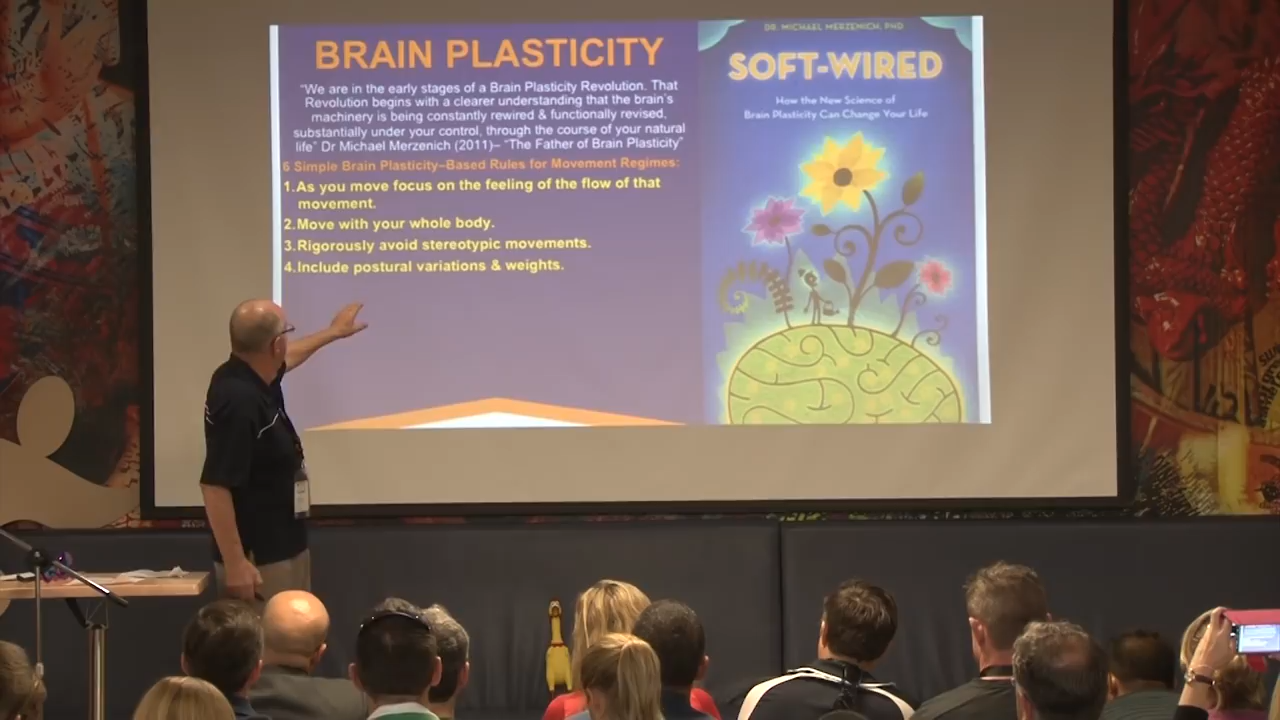 BRAIN PLASTICITY
“We are in the early stages of a Brain Plasticity Revolution. That
Revolution begins with a clearer understanding that the brain's
machinery is being constantly rewired & functionally revised,
substantially under your control, through the course of your natural
life” Dr Michael Merzenich (2011)– “The Father of Brain Plasticity”
6 Simple Brain Plasticity–Based Rules for Movement Regimes:
1.As you move focus on the feeling of the flow of that
movement.
2.Move with your whole body.
3.Rigorously avoid stereotypic movements.
4.Include postural variations & weights.
DR. MICHAEL MERZENICH, PHD
SOFT-WIRED
How the New Science of
Brain Plasticity Can Change Your Life